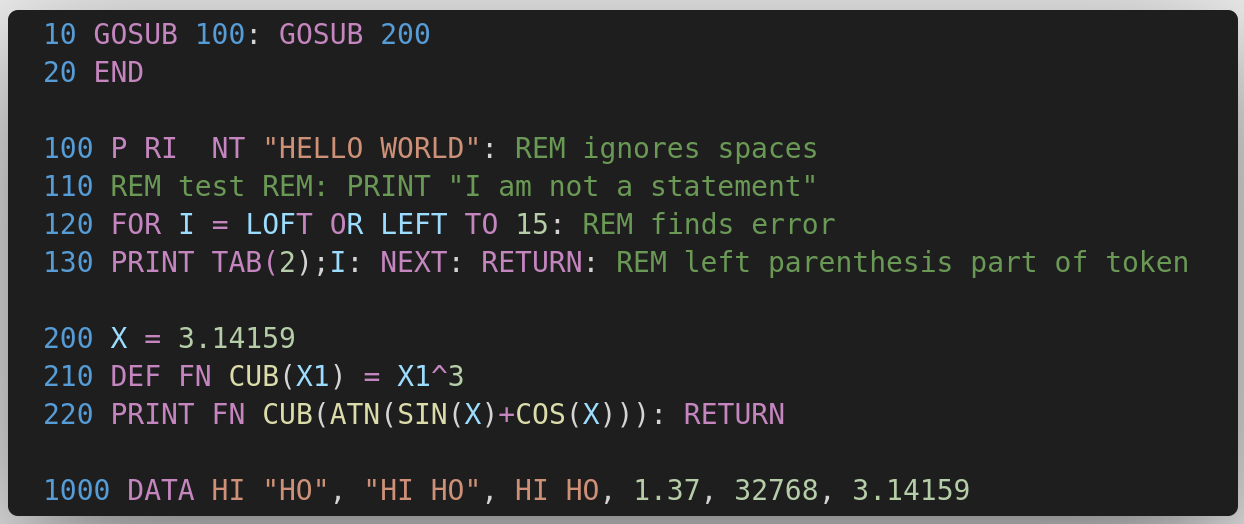 10 GOSUB 100: GOSUB 200
20 END
100 P RI  NT "HELLO WORLD": REM ignores spaces
110 REM test REM: PRINT "I am not a statement"
120 FOR I = LOFT OR LEFT TO 15: REM finds error
130 PRINT TAB(2);I: NEXT: RETURN: REM left parenthesis part of token
200 X = 3.14159
210 DEF FN CUB(X1) = X1^3
220 PRINT FN CUB(ATN(SIN(X)+COS(X))): RETURN
1000 DATA HI "HO", "HI HO", HI HO, 1.37, 32768, 3.14159